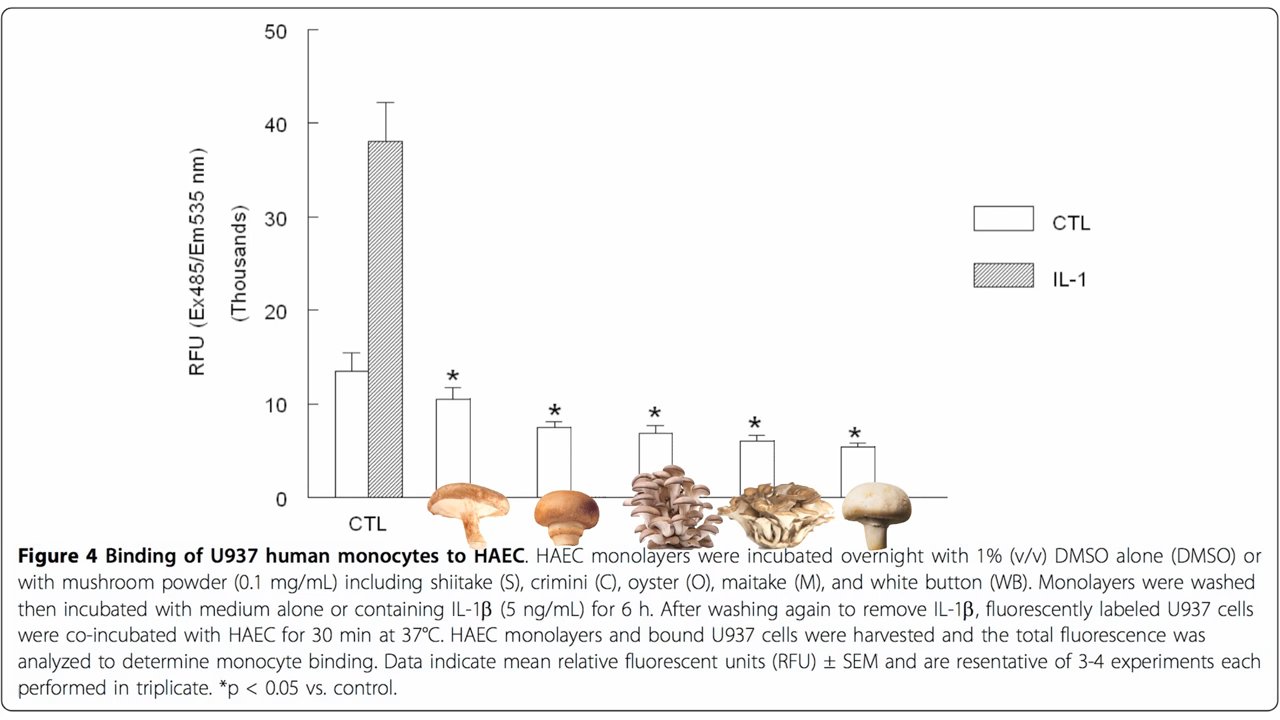 50
40
30
20
10
0
RFU (Ex485/Em535 nm)
(Thousands)
*
*
*
*
*
CTL
CTL
IL-1
Figure 4 Binding of U937 human monocytes to HAEC. HAEC monolayers were incubated overnight with 1% (v/v) DMSO alone (DMSO) or
with mushroom powder (0.1 mg/mL) including shiitake (S), crimini (C), oyster (O), maitake (M), and white button (WB). Monolayers were washed
then incubated with medium alone or containing IL-1β (5 ng/mL) for 6 h. After washing again to remove IL-1β, fluorescently labeled U937 cells
were co-incubated with HAEC for 30 min at 37°C. HAEC monolayers and bound U937 cells were harvested and the total fluorescence was
analyzed to determine monocyte binding. Data indicate mean relative fluorescent units (RFU) ± SEM and are resentative of 3-4 experiments each
performed in triplicate. *p < 0.05 vs. control.